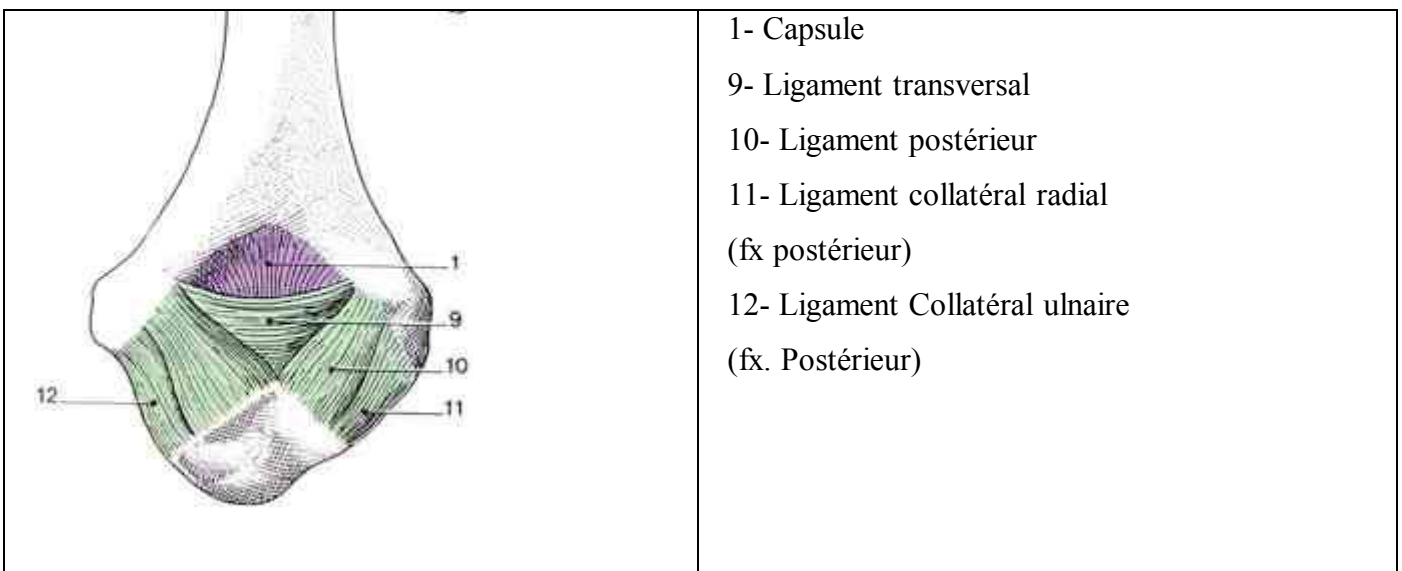 1
9
10
11
12
1- Capsule
9- Ligament transversal
10- Ligament postérieur
11- Ligament collatéral radial
(fx postérieur)
12- Ligament Collatéral ulnaire
(fx. Postérieur)